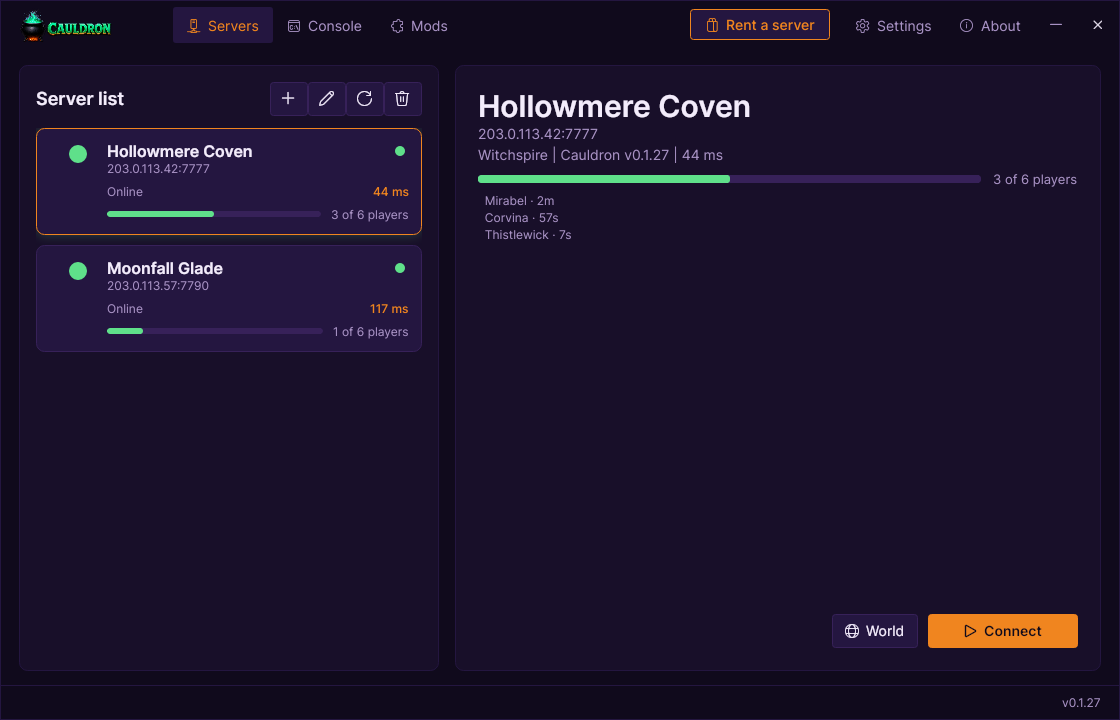 CAULDRON
Servers
Console
Mods
Rent a server
Settings
About
Server list
Hollowmere Coven
203.0.113.42:7777
Online
44 ms
3 of 6 players
Moonfall Glade
203.0.113.57:7790
Online
117 ms
1 of 6 players
Hollowmere Coven
203.0.113.42:7777
Witchspire | Cauldron v0.1.27 | 44 ms
3 of 6 players
Mirabel · 2m
Corvina · 57s
Thistlewick · 7s
World
Connect
v0.1.27